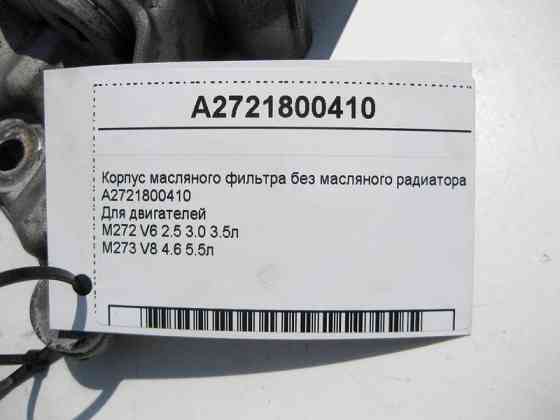 A2721800410
Корпус масляного фильтра без масляного радиатора
A2721800410
Для двигателей
M272 V6 2.5 3.0 3.5л
M273 V8 4.6 5.5л